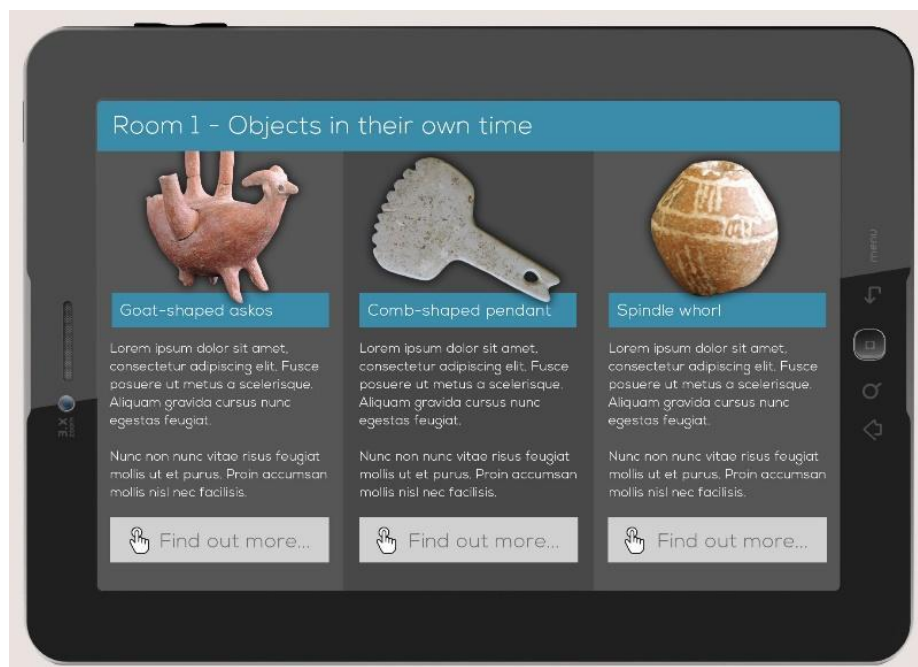 Room 1 - Objects in their own time
Goat-shaped askos
Lorem ipsum dolor sit amet,
consectetur adipiscing elit. Fusce
posuere ut metus a scelerisque.
Aliquam gravida cursus nunc
egestas feugiat.
Nunc non nunc vitae risus feugiat
mollis ut et purus. Proin accumsan
mollis nisl nec facilisis.
Find out more...
Comb-shaped pendant
Lorem ipsum dolor sit amet,
consectetur adipiscing elit. Fusce
posuere ut metus a scelerisque.
Aliquam gravida cursus nunc
egestas feugiat.
Nunc non nunc vitae risus feugiat
mollis ut et purus. Proin accumsan
mollis nisl nec facilisis.
Find out more...
Spindle whorl
Lorem ipsum dolor sit amet,
consectetur adipiscing elit. Fusce
posuere ut metus a scelerisque.
Aliquam gravida cursus nunc
egestas feugiat.
Nunc non nunc vitae risus feugiat
mollis ut et purus. Proin accumsan
mollis nisl nec facilisis.
Find out more...
menu
3.X
zoom